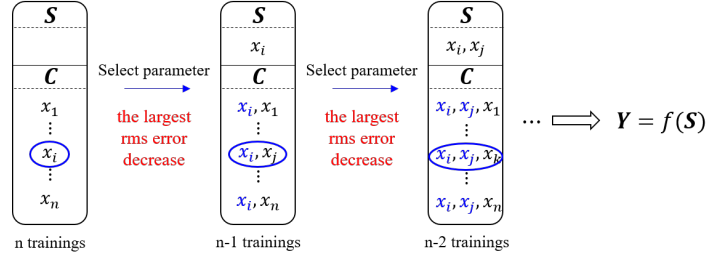 S
C
x₁
⋮
xᵢ
⋮
xₙ
n trainings
Select parameter
the largest
rms error
decrease
S
xᵢ
C
xᵢ, x₁
⋮
xᵢ, xⱼ
⋮
xᵢ, xₙ
n-1 trainings
Select parameter
the largest
rms error
decrease
S
xᵢ, xⱼ
C
xᵢ, xⱼ, x₁
⋮
xᵢ, xⱼ, xₖ
⋮
xᵢ, xⱼ, xₙ
n-2 trainings
⋯
Y = f(S)